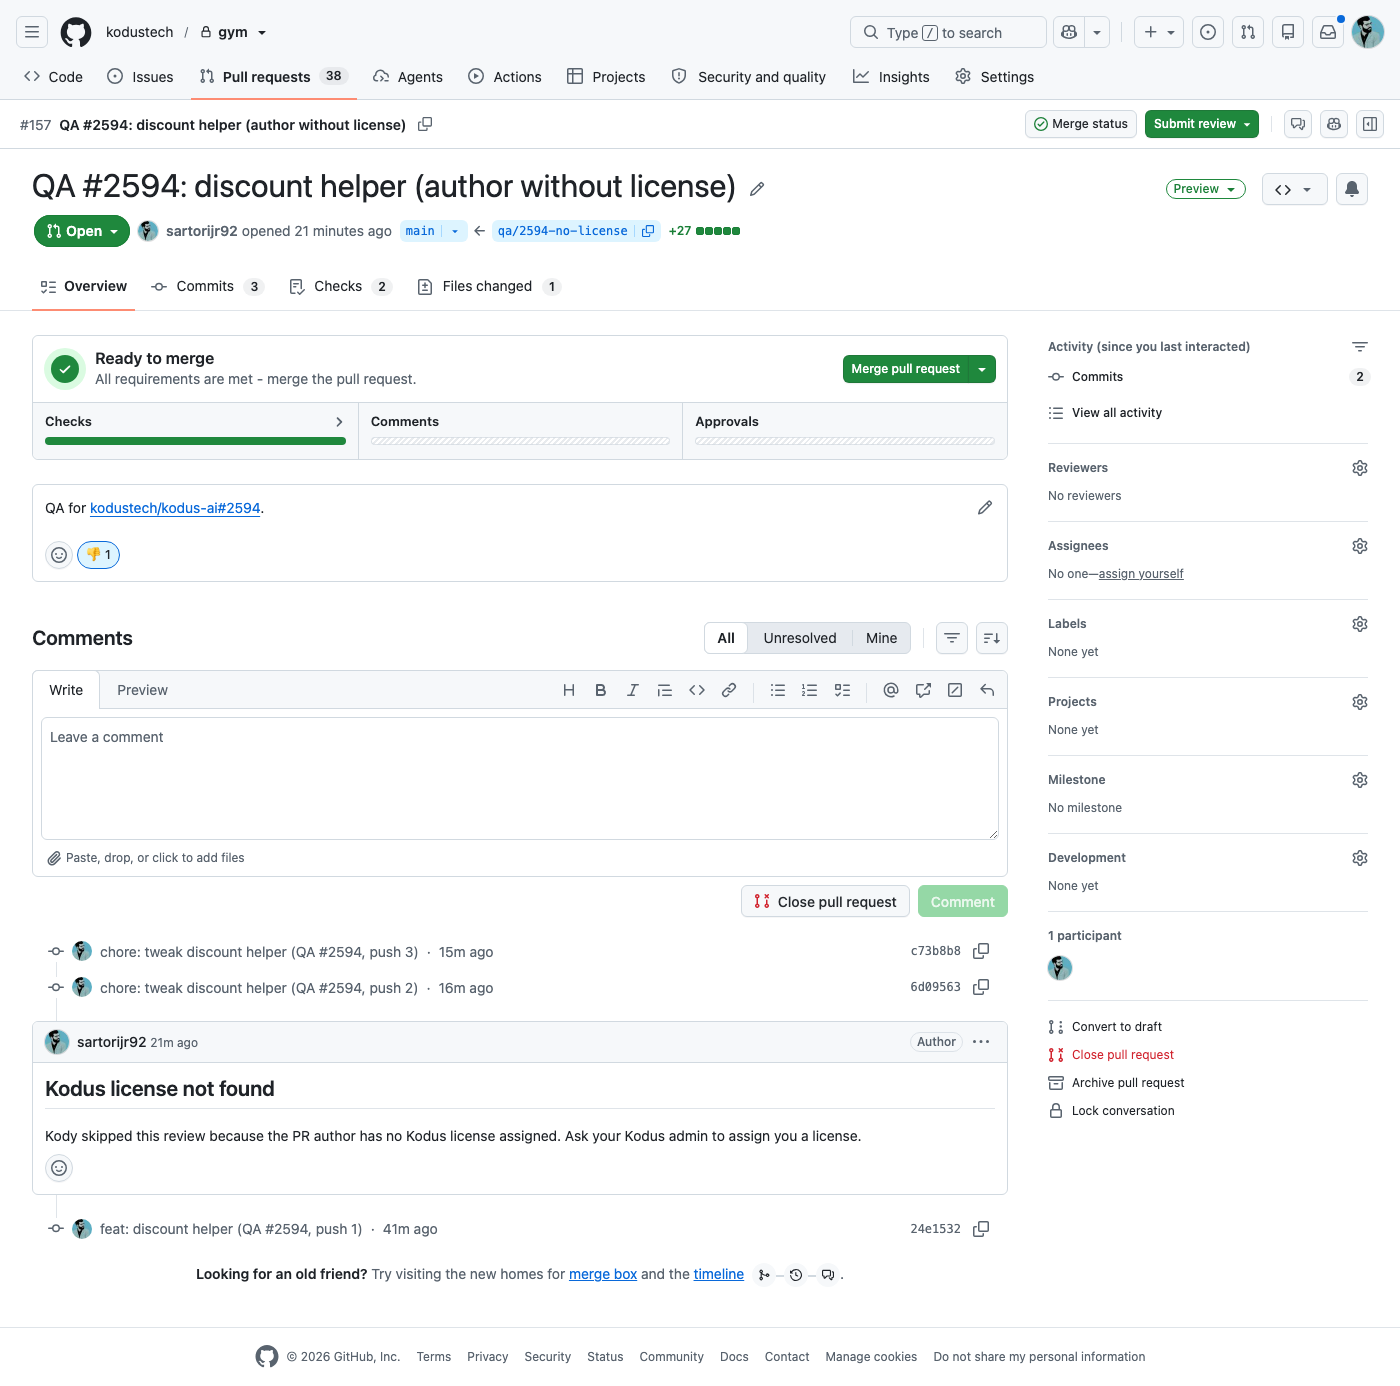 kodustech / gym
Type / to search
Code
Issues
Pull requests 38
Agents
Actions
Projects
Security and quality
Insights
Settings
#157 QA #2594: discount helper (author without license)
Merge status
Submit review
QA #2594: discount helper (author without license)
Preview
Open
sartorijr92 opened 21 minutes ago
main
qa/2594-no-license
+27
Overview
Commits 3
Checks 2
Files changed 1
Ready to merge
All requirements are met - merge the pull request.
Merge pull request
Checks
Comments
Approvals
QA for kodustech/kodus-ai#2594.
1
Comments
All
Unresolved
Mine
Write
Preview
Leave a comment
Paste, drop, or click to add files
Close pull request
Comment
chore: tweak discount helper (QA #2594, push 3) · 15m ago
c73b8b8
chore: tweak discount helper (QA #2594, push 2) · 16m ago
6d09563
sartorijr92 21m ago
Author
Kodus license not found
Kody skipped this review because the PR author has no Kodus license assigned. Ask your Kodus admin to assign you a license.
feat: discount helper (QA #2594, push 1) · 41m ago
24e1532
Looking for an old friend? Try visiting the new homes for merge box and the timeline – – .
Activity (since you last interacted)
Commits 2
View all activity
Reviewers
No reviewers
Assignees
No one—assign yourself
Labels
None yet
Projects
None yet
Milestone
No milestone
Development
None yet
1 participant
Convert to draft
Close pull request
Archive pull request
Lock conversation
© 2026 GitHub, Inc.
Terms
Privacy
Security
Status
Community
Docs
Contact
Manage cookies
Do not share my personal information